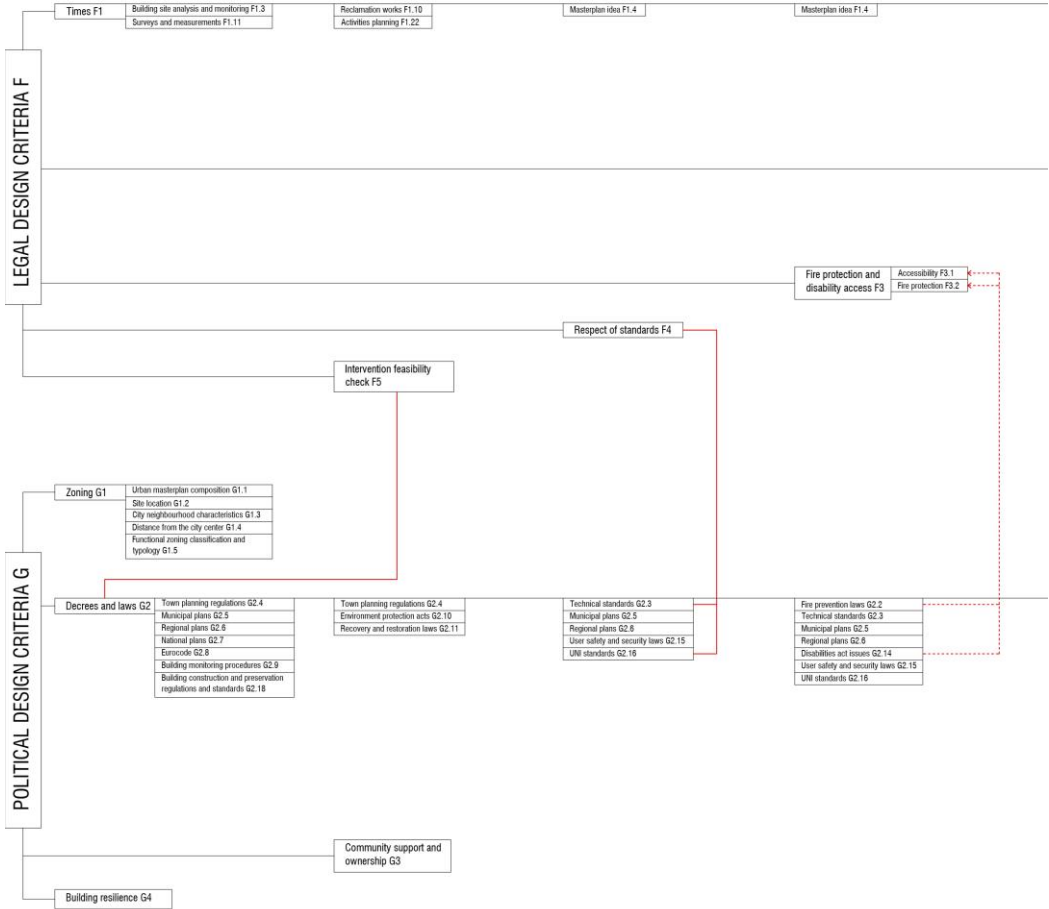 LEGAL DESIGN CRITERIA F
Times F1
Building site analysis and monitoring F1.3
Surveys and measurements F1.11
Reclamation works F1.10
Activities planning F1.22
Masterplan idea F1.4
Masterplan idea F1.4
Fire protection and
disability access F3
Accessibility F3.1
Fire protection F3.2
Respect of standards F4
Intervention feasibility
check F5
POLITICAL DESIGN CRITERIA G
Zoning G1
Urban masterplan composition G1.1
Site location G1.2
City neighbourhood characteristics G1.3
Distance from the city center G1.4
Functional zoning classification and
typology G1.5
Decrees and laws G2
Town planning regulations G2.4
Municipal plans G2.5
Regional plans G2.6
National plans G2.7
Eurocode G2.8
Building monitoring procedures G2.9
Building construction and preservation
regulations and standards G2.18
Town planning regulations G2.4
Environment protection acts G2.10
Recovery and restoration laws G2.11
Technical standards G2.3
Municipal plans G2.5
Regional plans G2.6
User safety and security laws G2.15
UNI standards G2.16
Fire prevention laws G2.2
Technical standards G2.3
Municipal plans G2.5
Regional plans G2.6
Disabilities act issues G2.14
User safety and security laws G2.15
UNI standards G2.16
Community support and
ownership G3
Building resilience G4